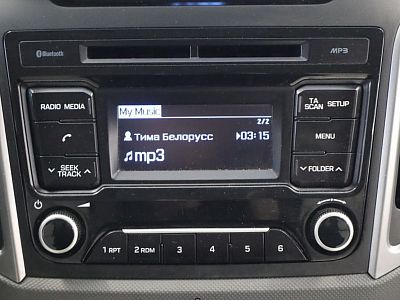 Bluetooth MP3
My Music
2/2
Тима Белорусс 03:15
mp3
RADIO MEDIA
SEEK
TRACK
TA
SCAN SETUP
MENU
FOLDER
1 RPT 2 RDM 3 4 5 6